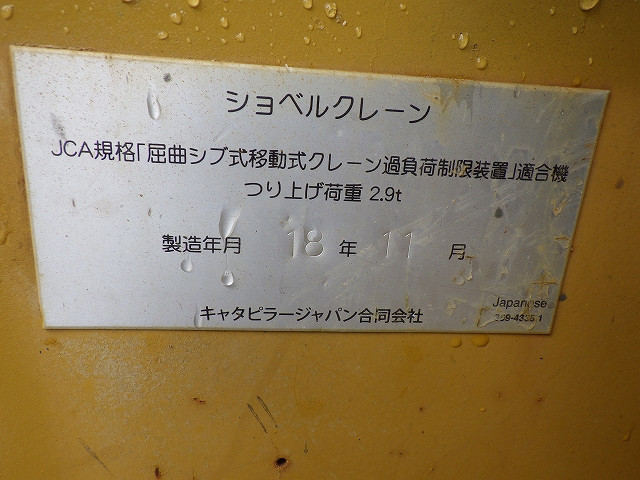 ショベルクレーン
JCA規格｢屈曲ジブ式移動式クレーン過負荷制限装置｣適合機
つり上げ荷重 2.9t
製造年月 18 年 11 月
キャタピラージャパン合同会社
Japanese